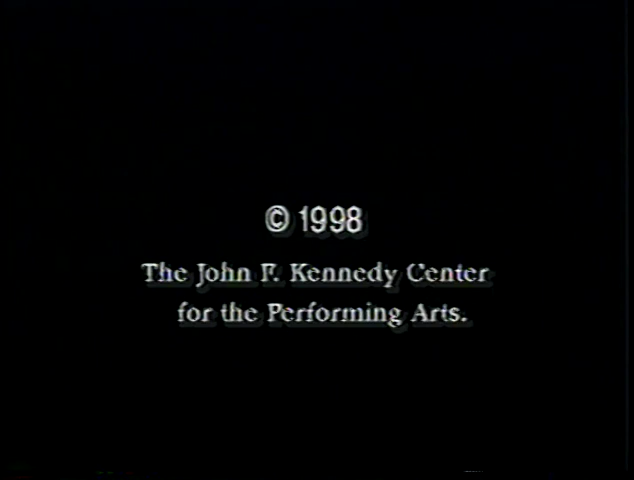 © 1998
The John F. Kennedy Center
for the Performing Arts.